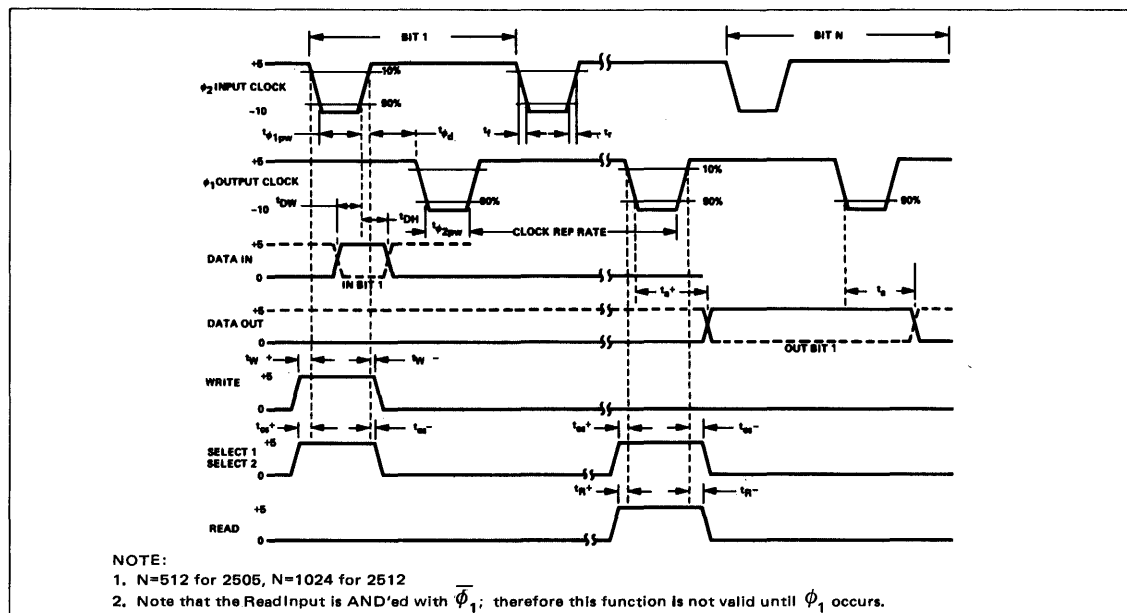 BIT 1
BIT N
+5
10%
ϕ2 INPUT CLOCK
90%
-10
tϕ1pw
tϕd
tf
tr
+5
10%
ϕ1 OUTPUT CLOCK
90%
90%
90%
-10
tDW
tDH
tϕ2pw
CLOCK REP RATE
+5
DATA IN
0
IN BIT 1
ta+
ta
+5
DATA OUT
0
OUT BIT 1
tW+
tW-
+5
WRITE
0
tcs+
tcs-
tcs+
tcs-
+5
SELECT 1
SELECT 2
0
tR+
tR-
+5
READ
0
NOTE:
1. N=512 for 2505, N=1024 for 2512
2. Note that the Read Input is AND'ed with ϕ̅1; therefore this function is not valid until ϕ1 occurs.